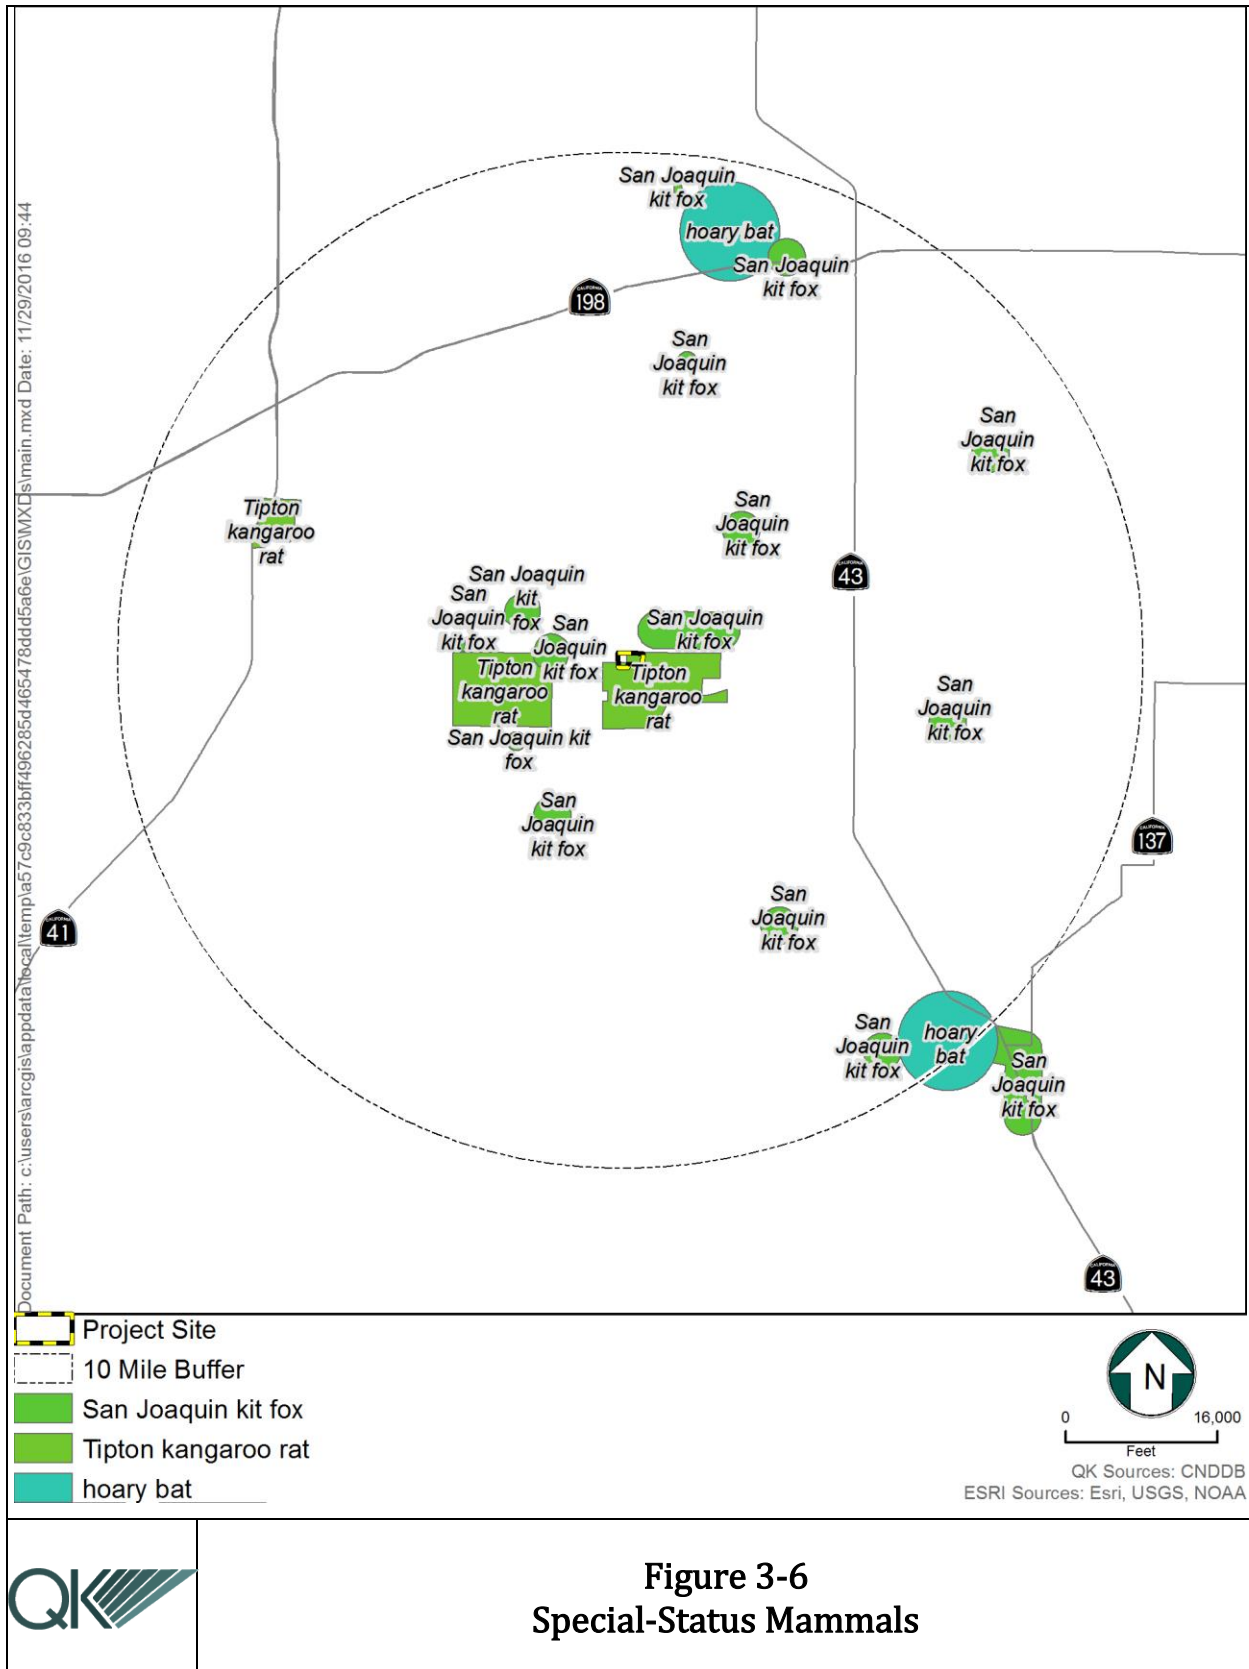 Document Path: c:\users\arcgis\appdata\local\temp\a57c9c833bff496285d465478ddd5a6e\GIS\MXDs\main.mxd Date: 11/29/2016 09:44
San Joaquin
kit fox
hoary bat
San Joaquin
kit fox
CALIFORNIA
198
San
Joaquin
kit fox
San
Joaquin
kit fox
Tipton
kangaroo
rat
San
Joaquin
kit fox
CALIFORNIA
43
San Joaquin
kit
fox
San
Joaquin
kit fox
San
Joaquin
kit fox
San Joaquin
kit fox
Tipton
kangaroo
rat
Tipton
kangaroo
rat
San
Joaquin
kit fox
San Joaquin kit
fox
San
Joaquin
kit fox
CALIFORNIA
137
San
Joaquin
kit fox
CALIFORNIA
41
San
Joaquin
kit fox
hoary
bat
San
Joaquin
kit fox
CALIFORNIA
43
Project Site
10 Mile Buffer
San Joaquin kit fox
Tipton kangaroo rat
hoary bat
N
0 16,000
Feet
QK Sources: CNDDB
ESRI Sources: Esri, USGS, NOAA
QK
Figure 3-6
Special-Status Mammals